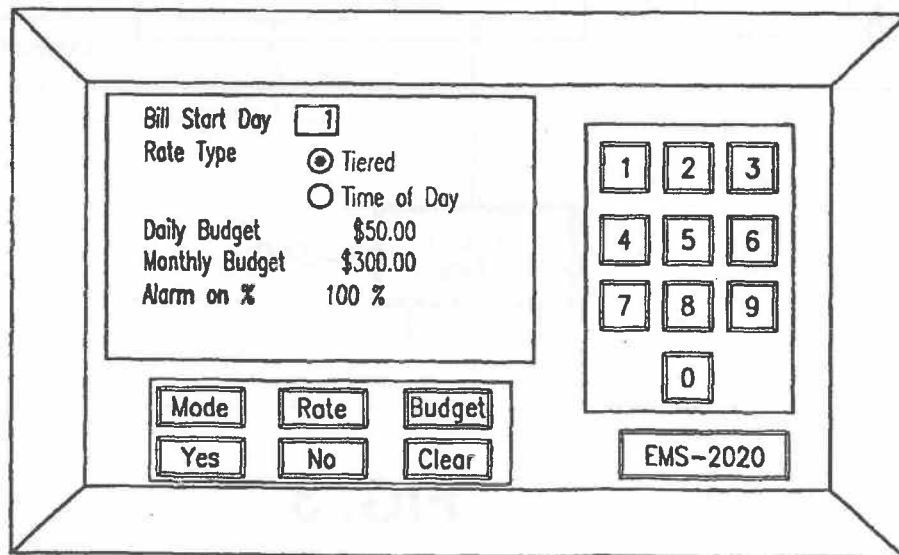 Bill Start Day 1
Rate Type
Tiered
Time of Day
Daily Budget $50.00
Monthly Budget $300.00
Alarm on % 100 %
1 2 3
4 5 6
7 8 9
0
Mode Rate Budget
Yes No Clear
EMS-2020